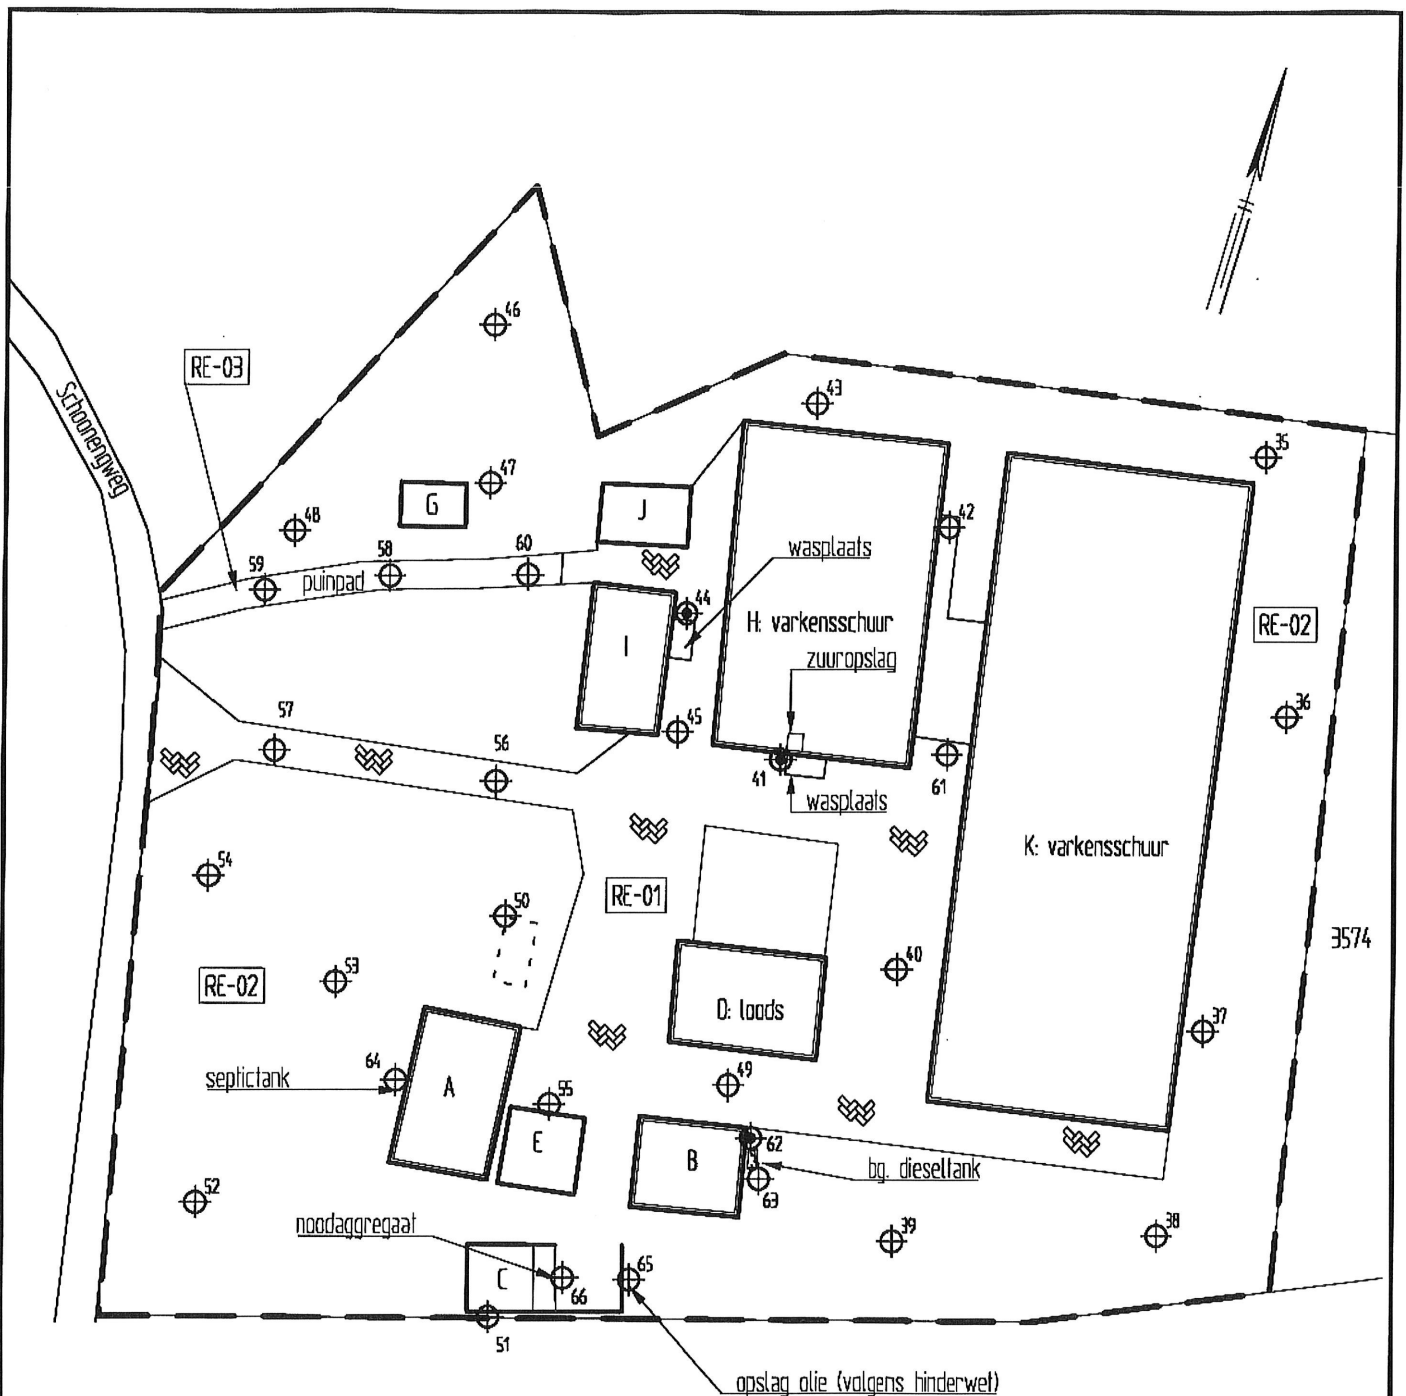 46
RE-03
43
Schoonengweg
35
47
G
J
48
42
wasplaats
60
58
59
puinpad
44
H: varkensschuur
RE-02
I
zuuropslag
36
57
45
56
41
61
wasplaats
K: varkensschuur
54
RE-01
50
3574
40
53
RE-02
D: loods
37
64
septictank
A
49
55
E
62
B
bg. dieseltank
63
52
noodaggregaat
39
38
C
65
66
51
opslag olie (volgens hinderwet)